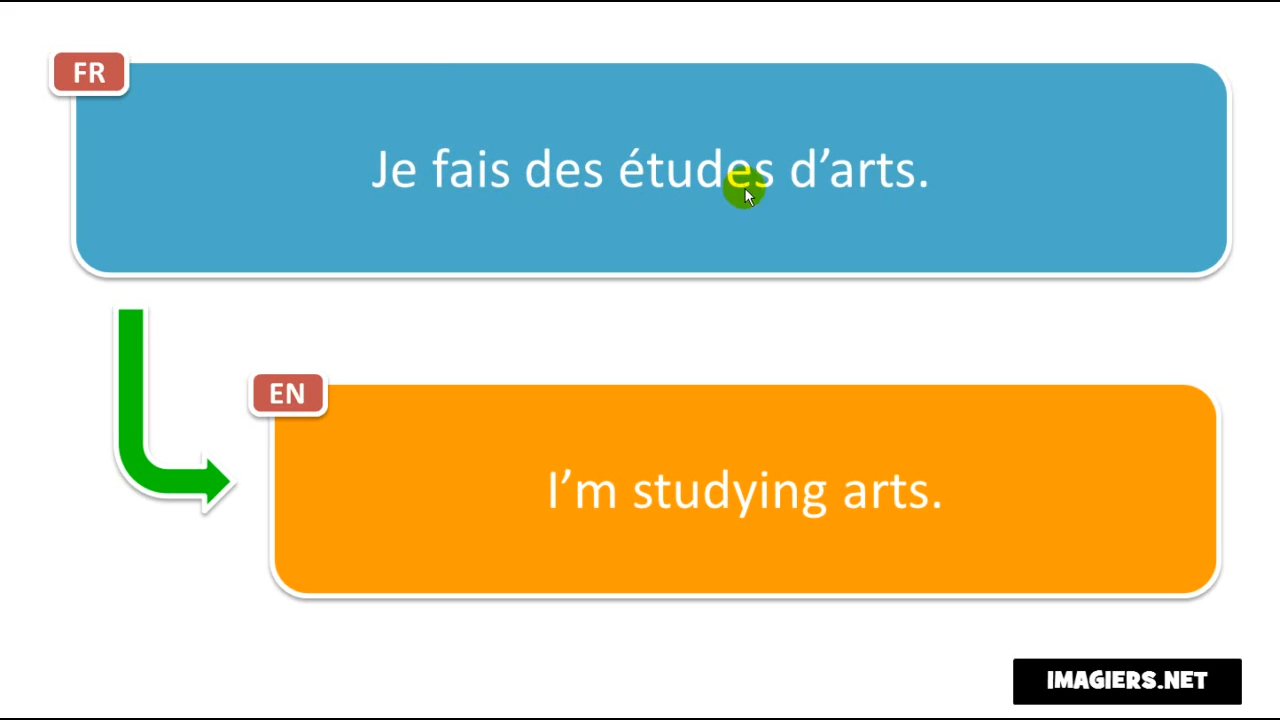 FR
Je fais des études d’arts.
EN
I’m studying arts.
IMAGIERS.NET